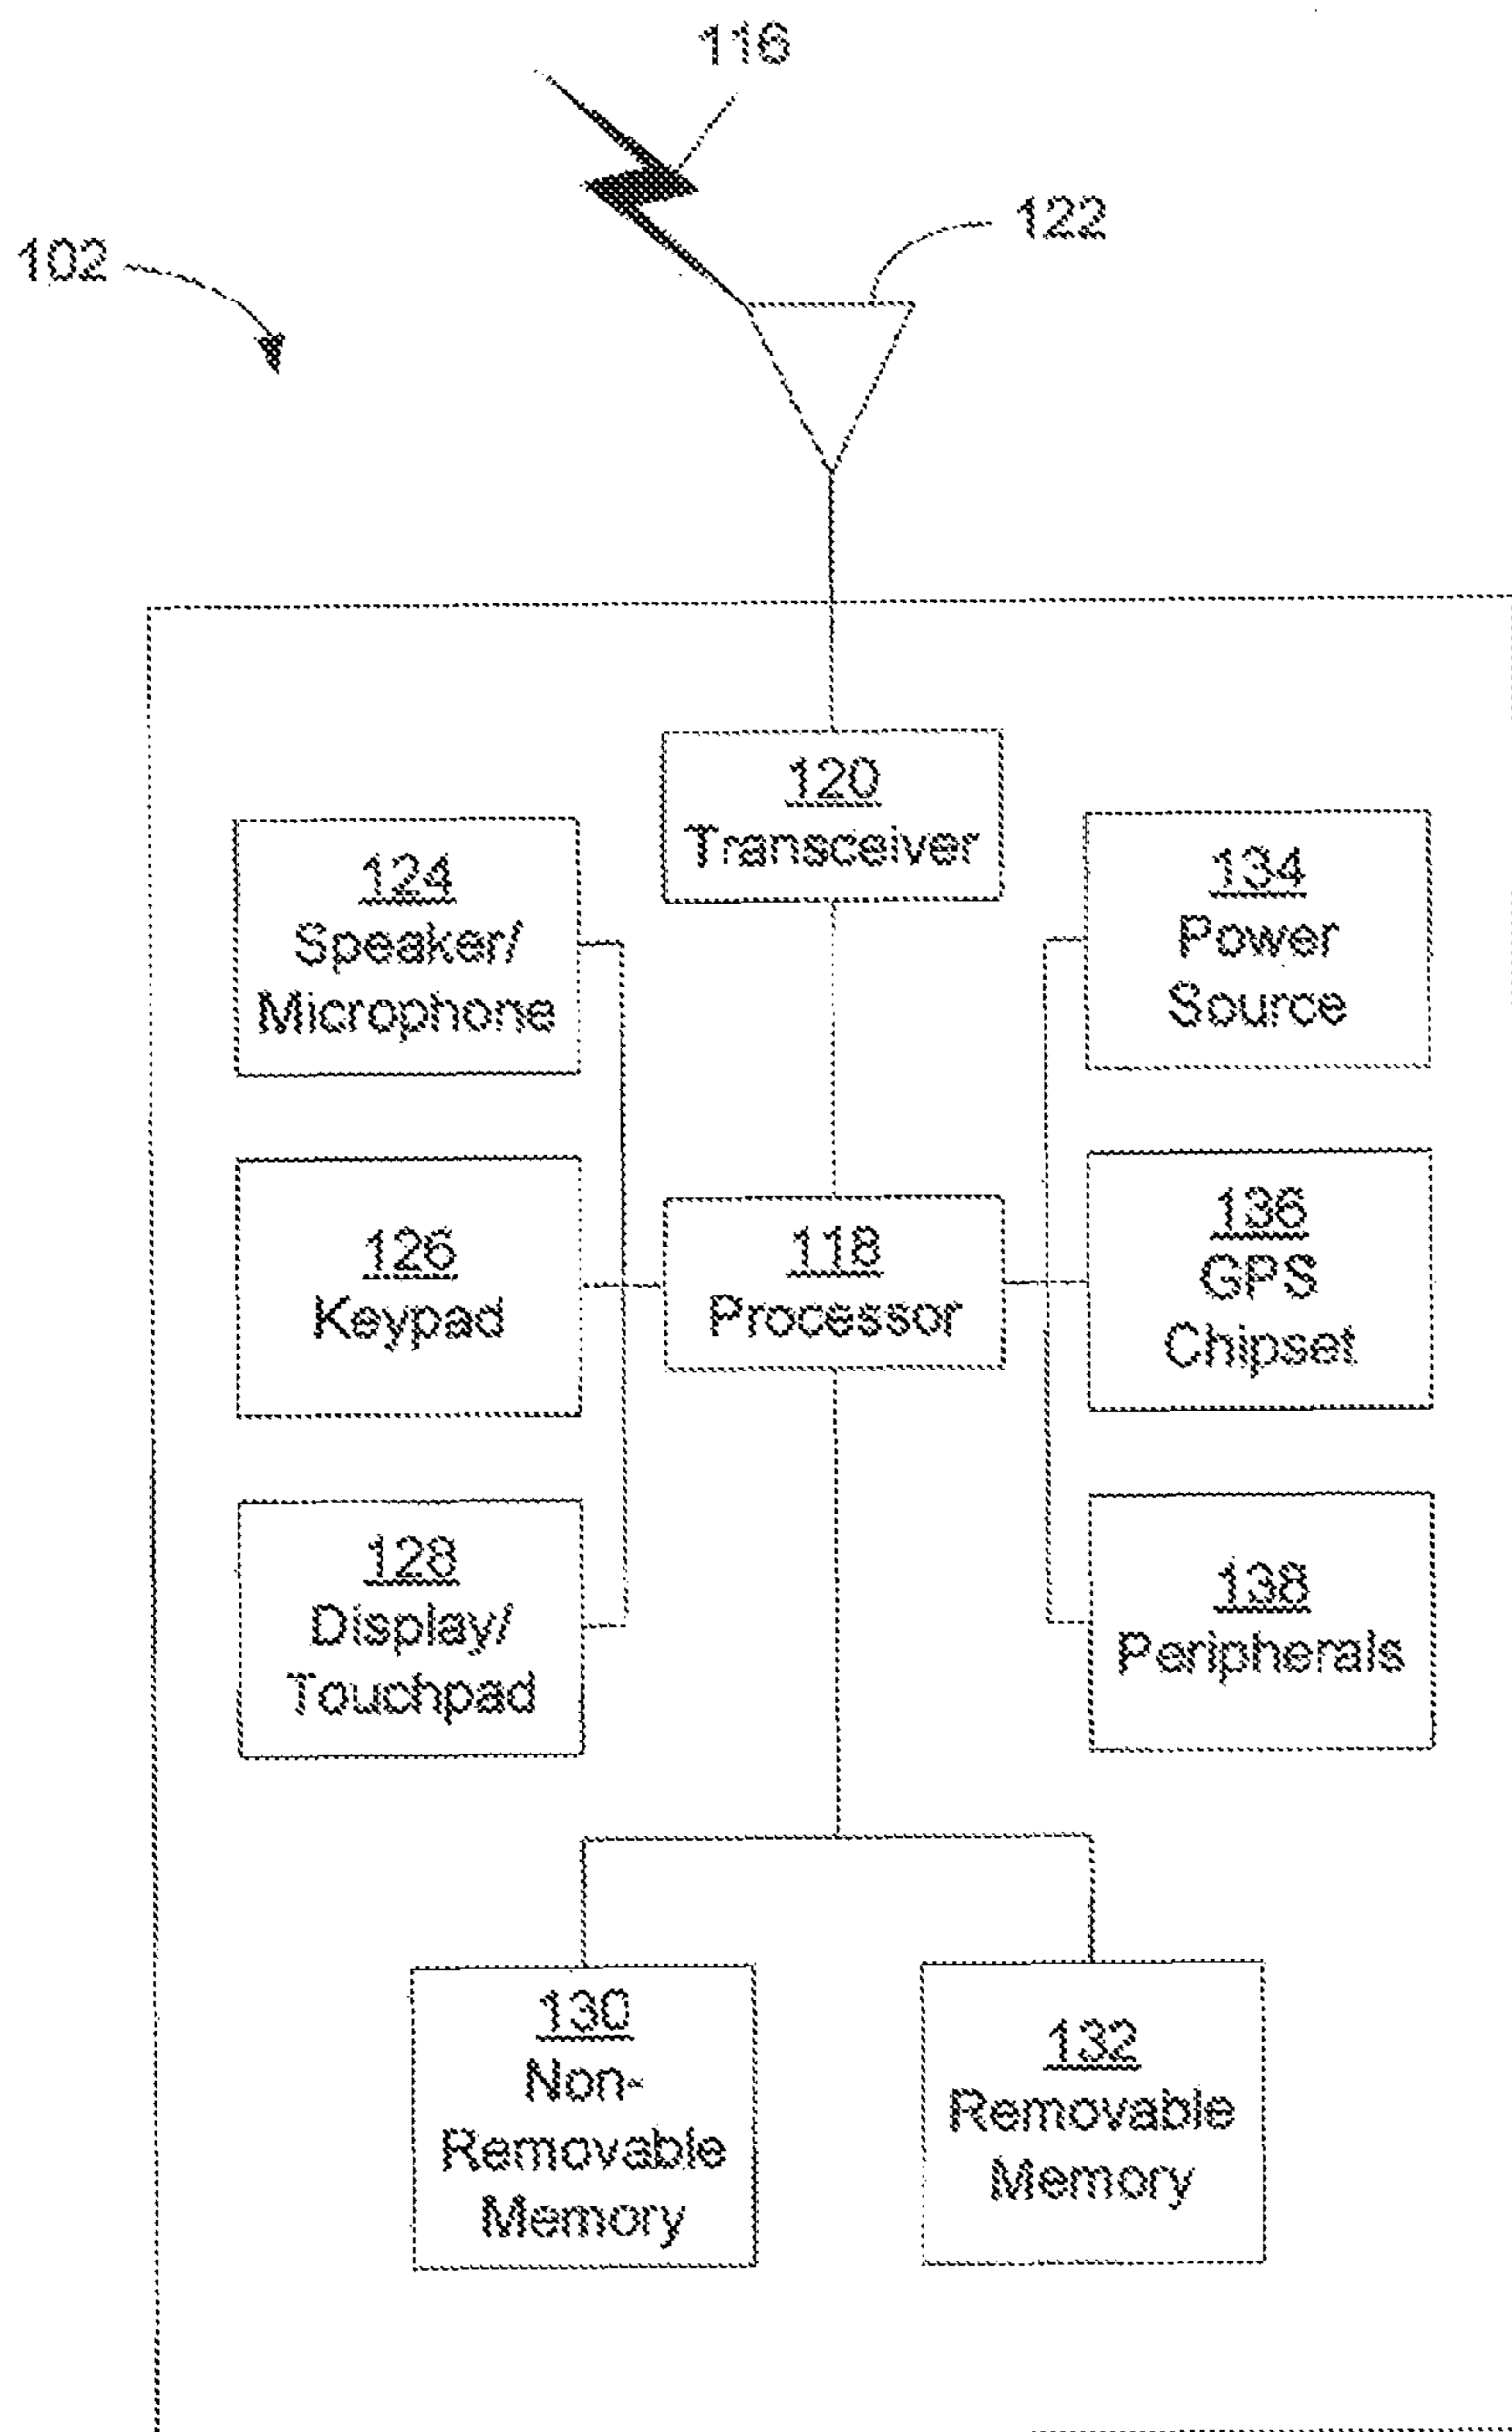 116
122
102
120
Transceiver
124
Speaker/
Microphone
134
Power
Source
126
Keypad
118
Processor
136
GPS
Chipset
128
Display/
Touchpad
138
Peripherals
130
Non-
Removable
Memory
132
Removable
Memory